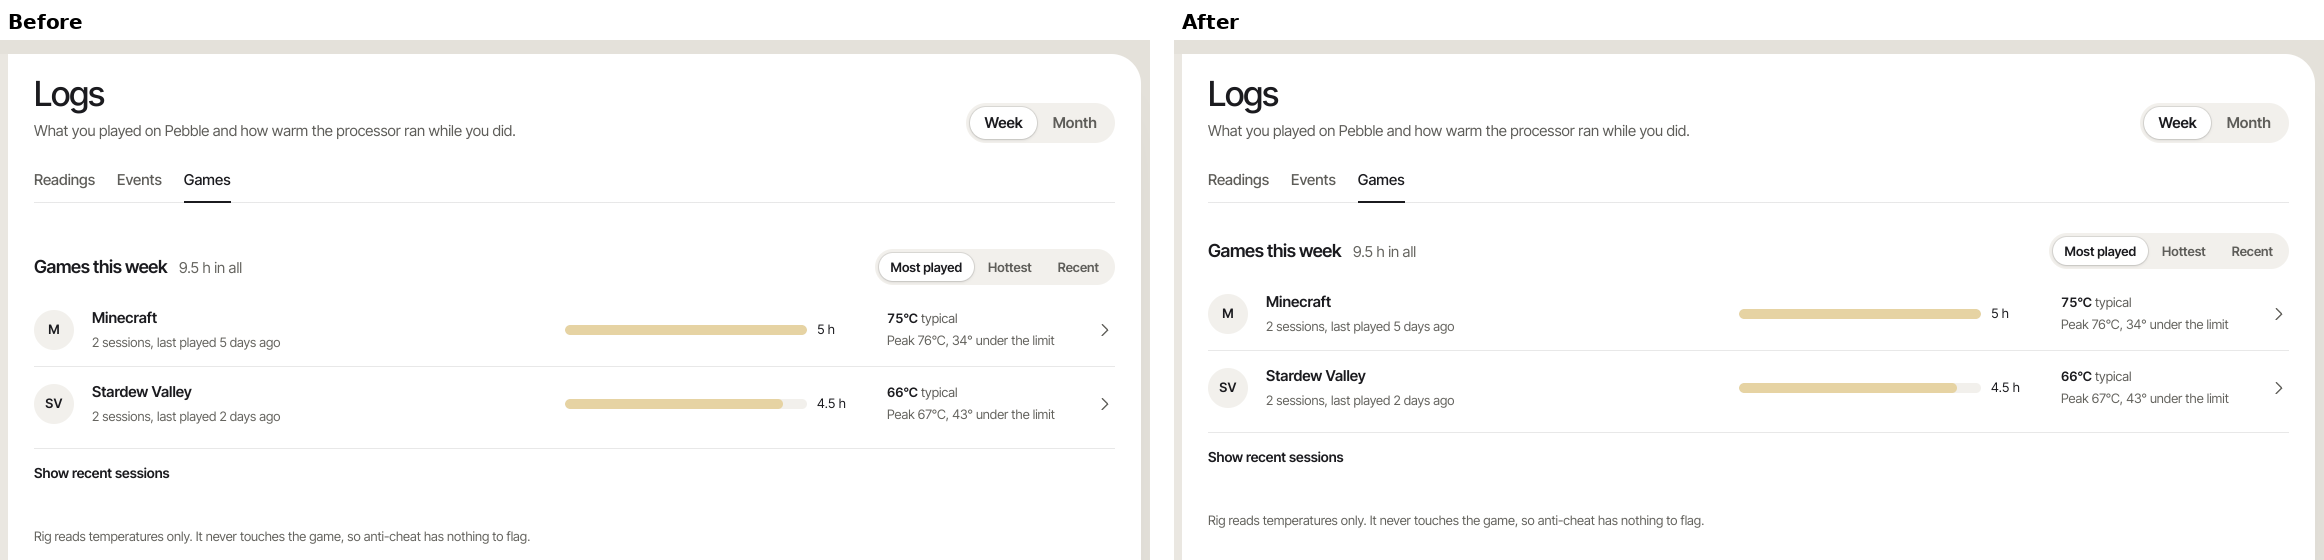 Before
Logs
What you played on Pebble and how warm the processor ran while you did.
Week Month
Readings Events Games
Games this week 9.5 h in all
Most played Hottest Recent
M
Minecraft
2 sessions, last played 5 days ago
5 h
75°C typical
Peak 76°C, 34° under the limit
SV
Stardew Valley
2 sessions, last played 2 days ago
4.5 h
66°C typical
Peak 67°C, 43° under the limit
Show recent sessions
Rig reads temperatures only. It never touches the game, so anti-cheat has nothing to flag.
After
Logs
What you played on Pebble and how warm the processor ran while you did.
Week Month
Readings Events Games
Games this week 9.5 h in all
Most played Hottest Recent
M
Minecraft
2 sessions, last played 5 days ago
5 h
75°C typical
Peak 76°C, 34° under the limit
SV
Stardew Valley
2 sessions, last played 2 days ago
4.5 h
66°C typical
Peak 67°C, 43° under the limit
Show recent sessions
Rig reads temperatures only. It never touches the game, so anti-cheat has nothing to flag.